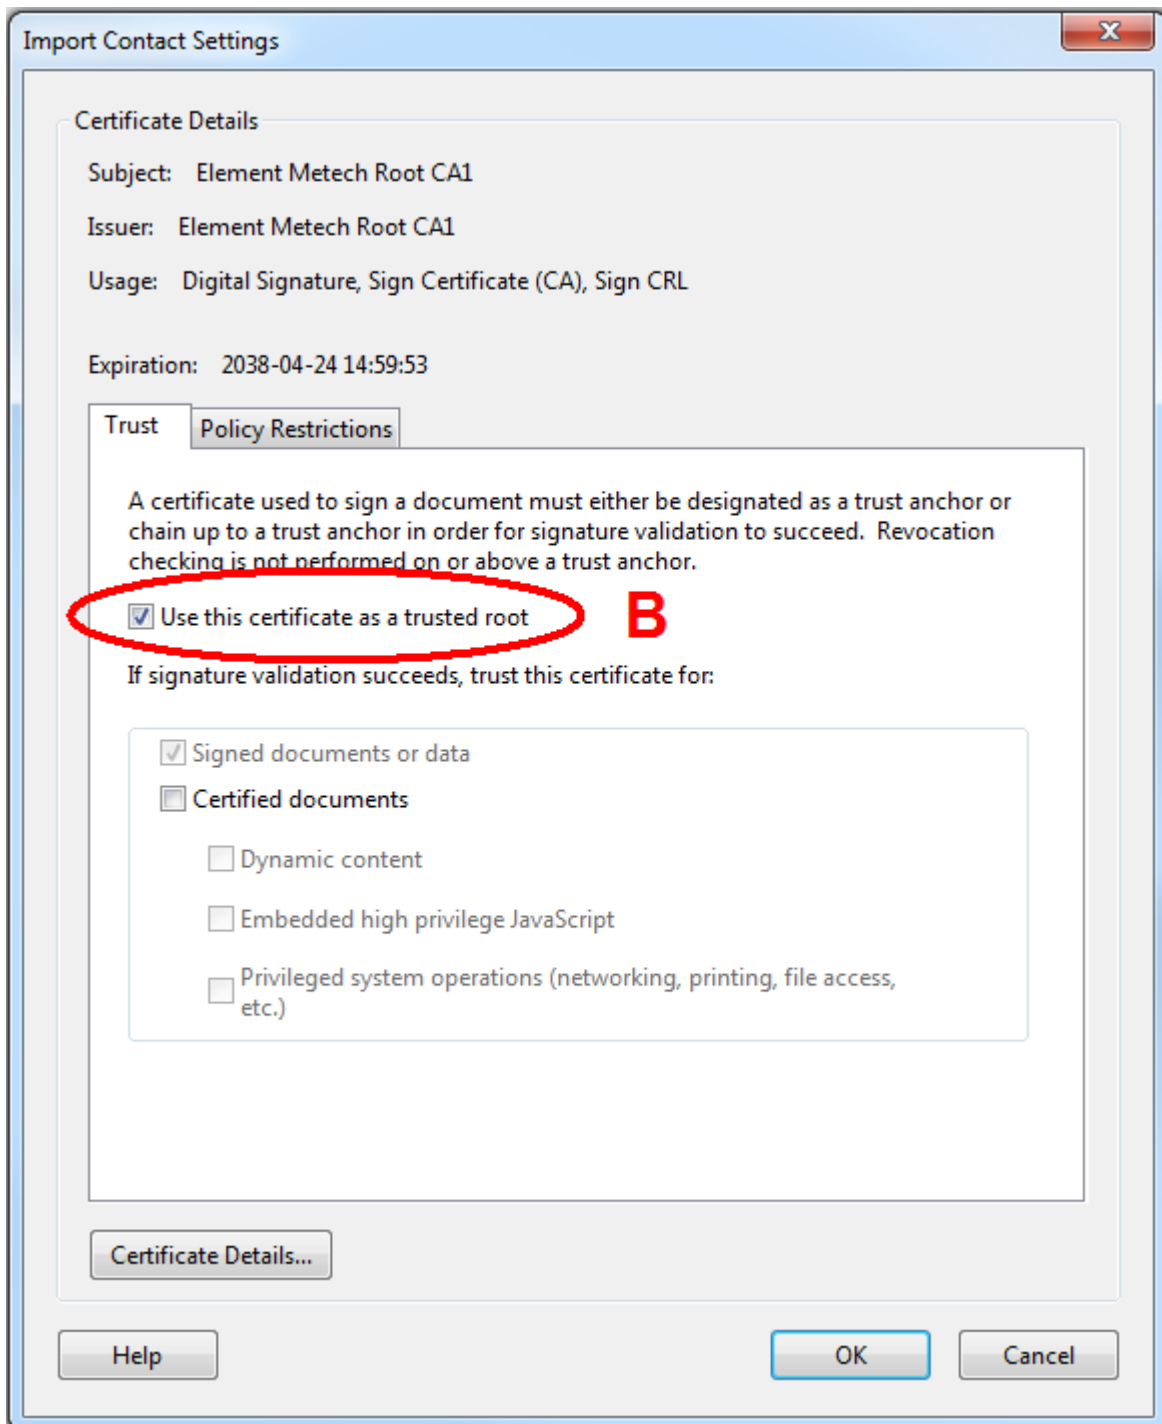 Import Contact Settings
Certificate Details
Subject: Element Metech Root CA1
Issuer: Element Metech Root CA1
Usage: Digital Signature, Sign Certificate (CA), Sign CRL
Expiration: 2038-04-24 14:59:53
Trust
Policy Restrictions
A certificate used to sign a document must either be designated as a trust anchor or
chain up to a trust anchor in order for signature validation to succeed. Revocation
checking is not performed on or above a trust anchor.
Use this certificate as a trusted root
B
If signature validation succeeds, trust this certificate for:
Signed documents or data
Certified documents
Dynamic content
Embedded high privilege JavaScript
Privileged system operations (networking, printing, file access,
etc.)
Certificate Details...
Help
OK
Cancel